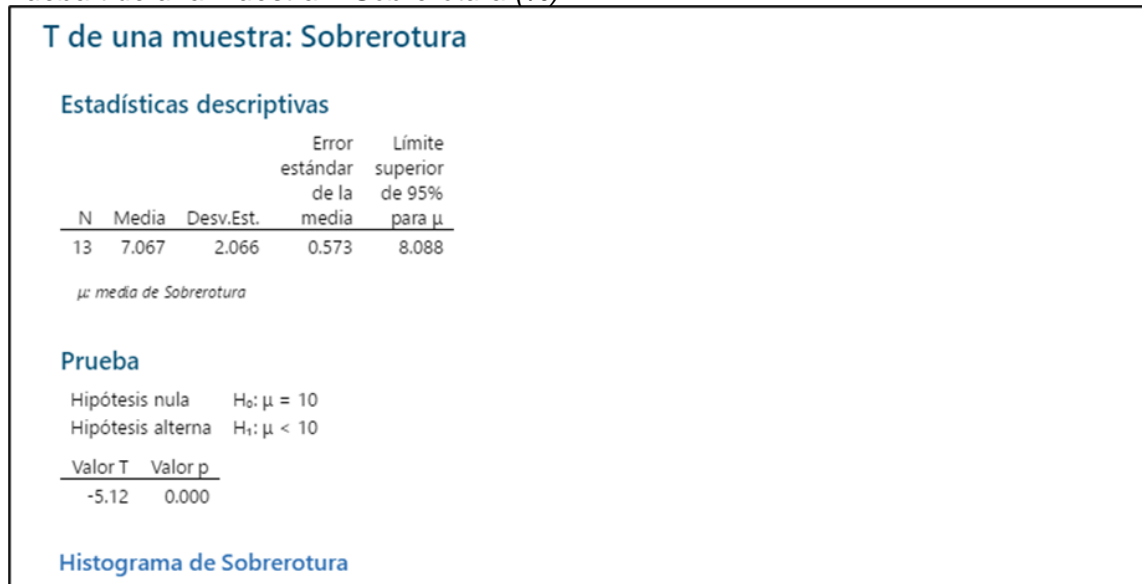 T de una muestra: Sobrerotura
Estadísticas descriptivas
Error Límite
estándar superior
de la de 95%
N Media Desv.Est. media para μ
13 7.067 2.066 0.573 8.088
μ: media de Sobrerotura
Prueba
Hipótesis nula H₀: μ = 10
Hipótesis alterna H₁: μ < 10
Valor T Valor p
-5.12 0.000
Histograma de Sobrerotura